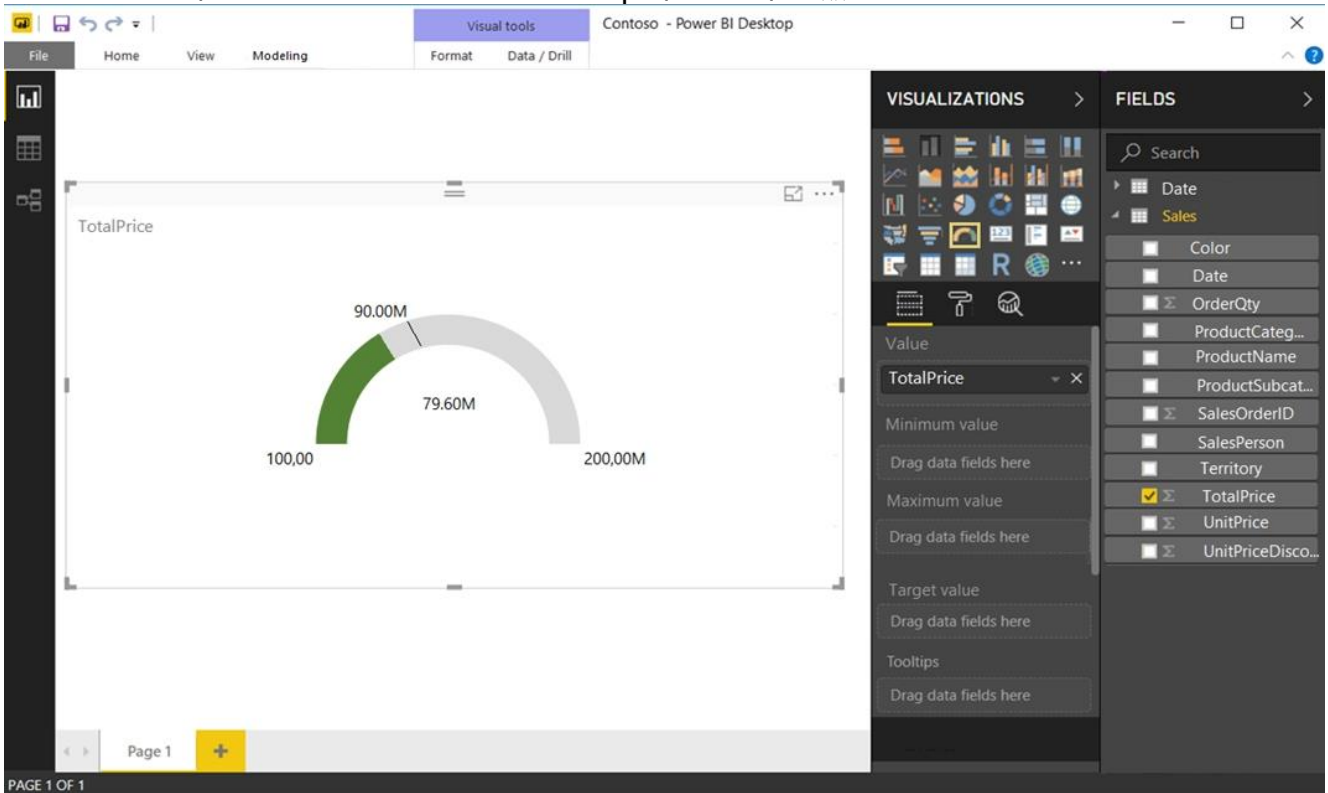 Contoso - Power BI Desktop
Visual tools
File
Home
View
Modeling
Format
Data / Drill
TotalPrice
90.00M
79.60M
100,00
200,00M
VISUALIZATIONS
123
R
Value
TotalPrice
Minimum value
Drag data fields here
Maximum value
Drag data fields here
Target value
Drag data fields here
Tooltips
Drag data fields here
FIELDS
Search
Date
Sales
Color
Date
Σ OrderQty
ProductCateg...
ProductName
ProductSubcat...
Σ SalesOrderID
SalesPerson
Territory
Σ TotalPrice
Σ UnitPrice
Σ UnitPriceDisco...
Page 1
PAGE 1 OF 1